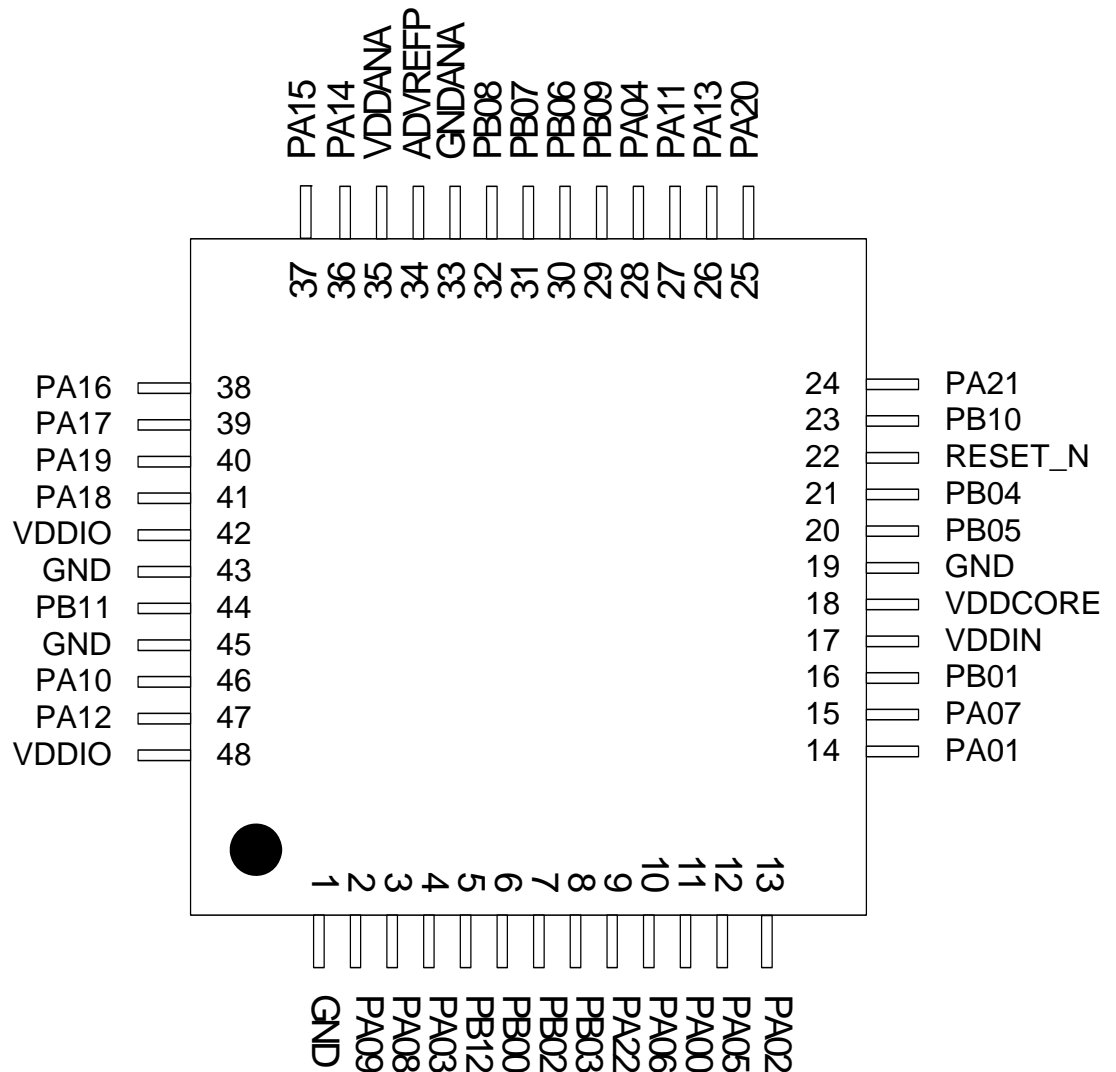 PA15
PA14
VDDANA
ADVREFP
GNDANA
PB08
PB07
PB06
PB09
PA04
PA11
PA13
PA20
37
36
35
34
33
32
31
30
29
28
27
26
25
PA16 38
PA17 39
PA19 40
PA18 41
VDDIO 42
GND 43
PB11 44
GND 45
PA10 46
PA12 47
VDDIO 48
24 PA21
23 PB10
22 RESET_N
21 PB04
20 PB05
19 GND
18 VDDCORE
17 VDDIN
16 PB01
15 PA07
14 PA01
1
2
3
4
5
6
7
8
9
10
11
12
13
GND
PA09
PA08
PA03
PB12
PB00
PB02
PB03
PA22
PA06
PA00
PA05
PA02